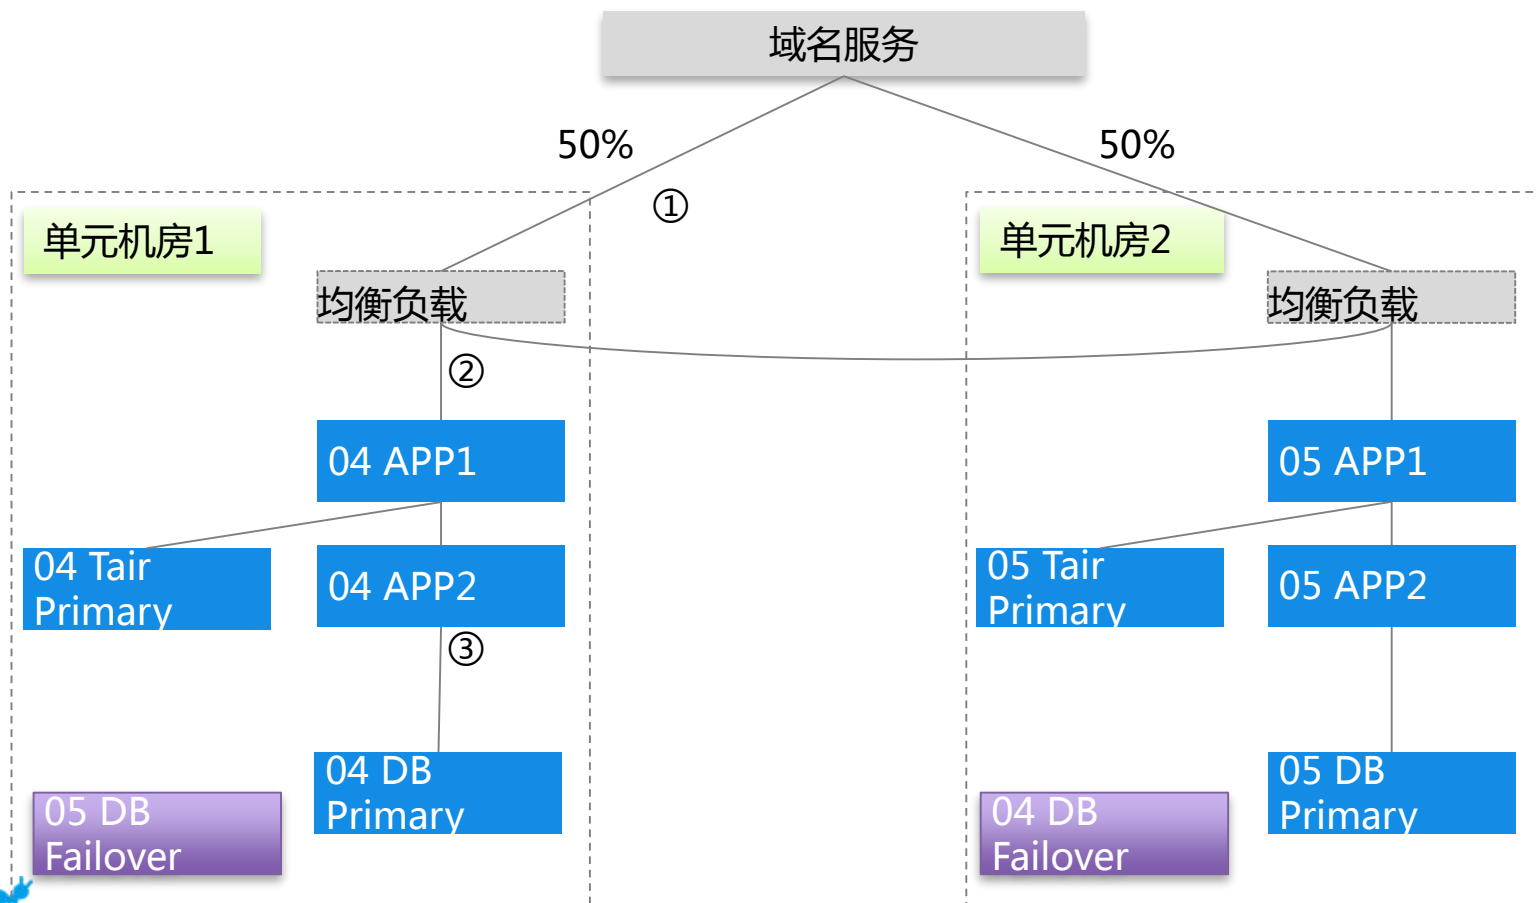 域名服务
50%
50%
①
单元机房1
单元机房2
均衡负载
均衡负载
②
04 APP1
05 APP1
04 Tair
Primary
04 APP2
05 Tair
Primary
05 APP2
③
04 DB
Primary
05 DB
Primary
05 DB
Failover
04 DB
Failover